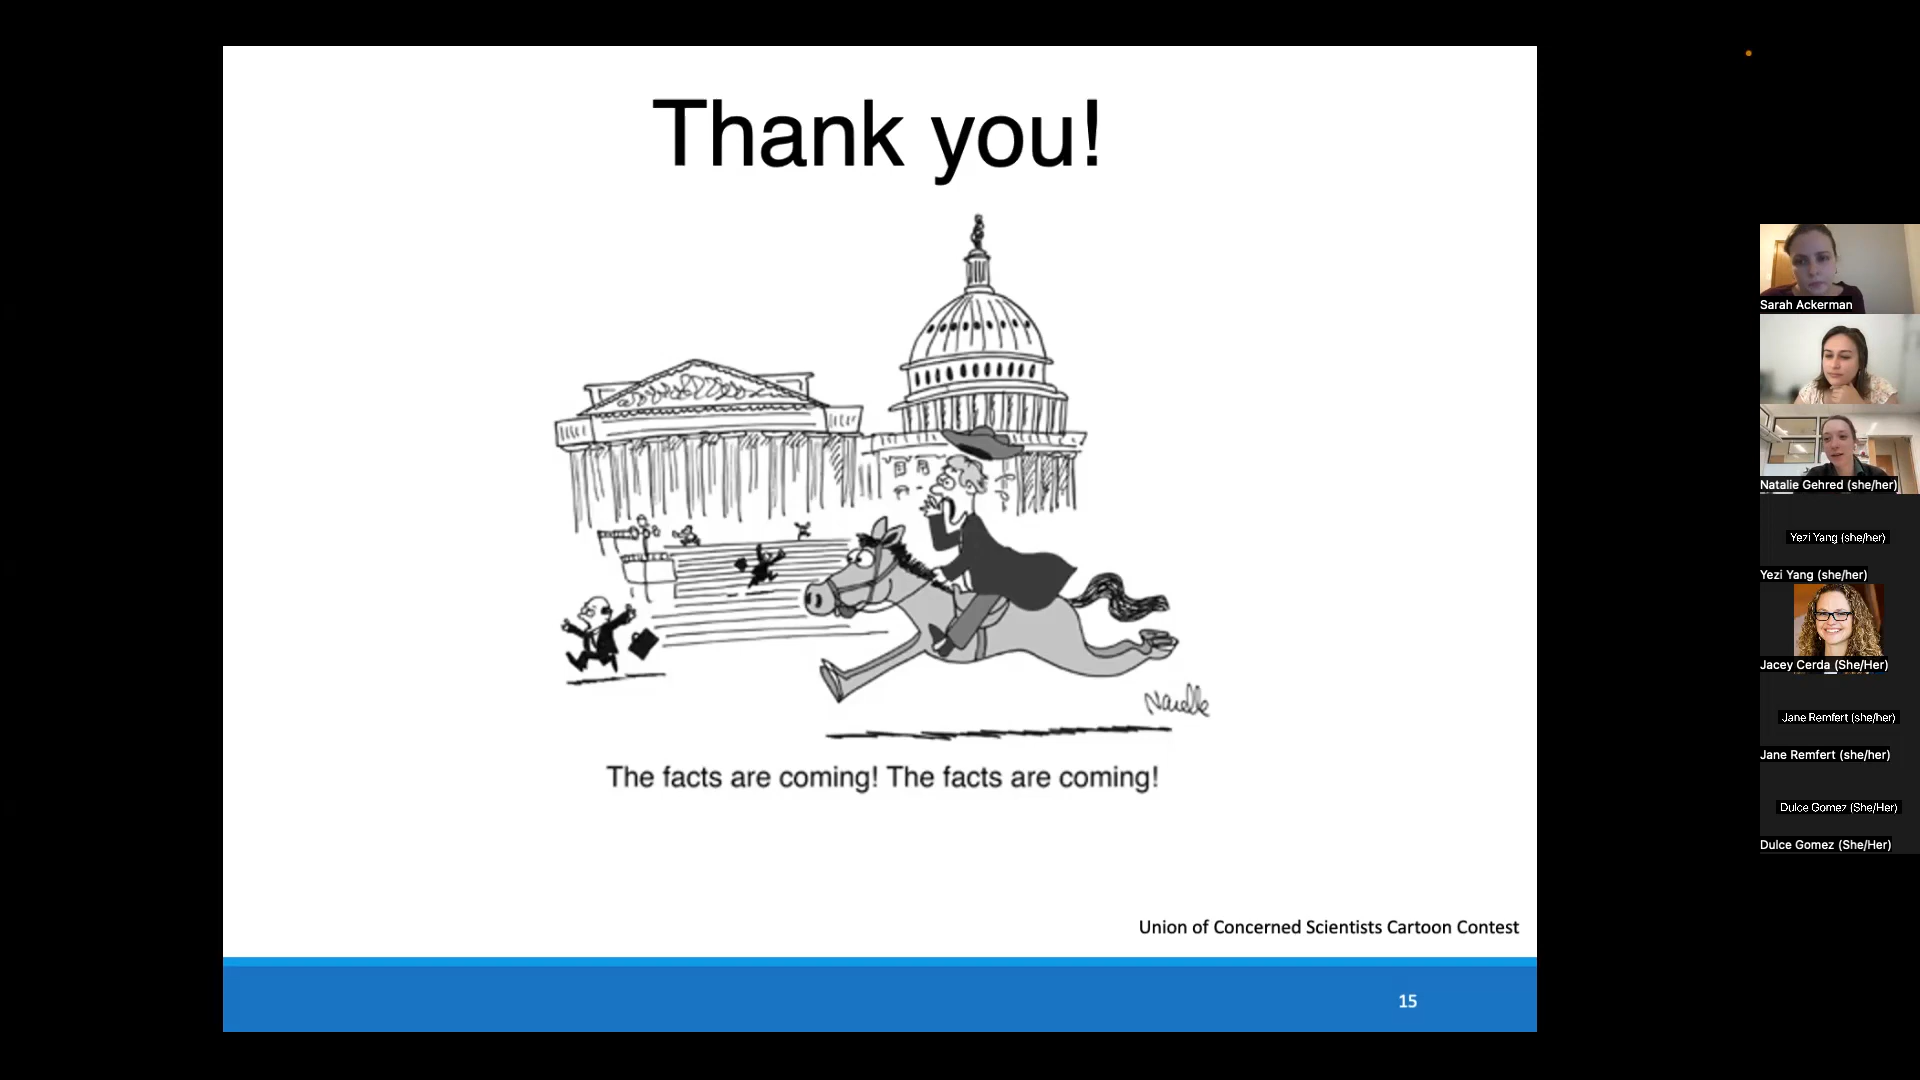 Thank you!
Narelle
The facts are coming! The facts are coming!
Union of Concerned Scientists Cartoon Contest
15
Sarah Ackerman
Natalie Gehred (she/her)
Yezi Yang (she/her)
Yezi Yang (she/her)
Jacey Cerda (She/Her)
Jane Remfert (she/her)
Jane Remfert (she/her)
Dulce Gomez (She/Her)
Dulce Gomez (She/Her)